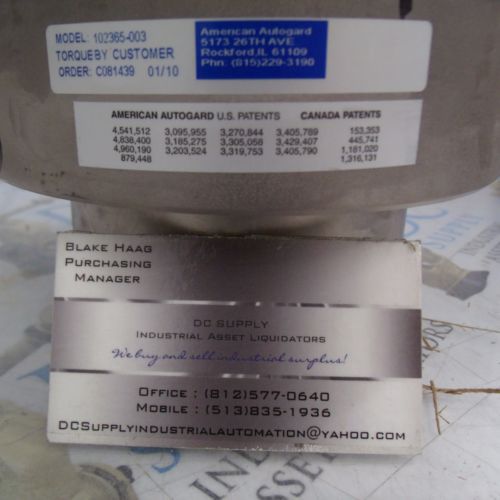 MODEL: 102365-003
TORQUE BY CUSTOMER
ORDER: C081439 01/10
American Autogard
5173 26TH AVE
Rockford, IL 61109
Phn: (815)229-3190
AMERICAN AUTOGARD U.S. PATENTS CANADA PATENTS
4,541,512 3,095,955 3,270,844 3,405,789 153,353
4,838,400 3,185,275 3,305,058 3,429,407 445,741
4,960,190 3,203,524 3,319,753 3,405,790 1,181,020
879,448 1,316,131
BLAKE HAAG
PURCHASING
MANAGER
DC SUPPLY
INDUSTRIAL ASSET LIQUIDATORS
We buy and sell industrial surplus!
OFFICE : (812)577-0640
MOBILE : (513)835-1936
DCSUPPLYINDUSTRIALAUTOMATION@YAHOO.COM